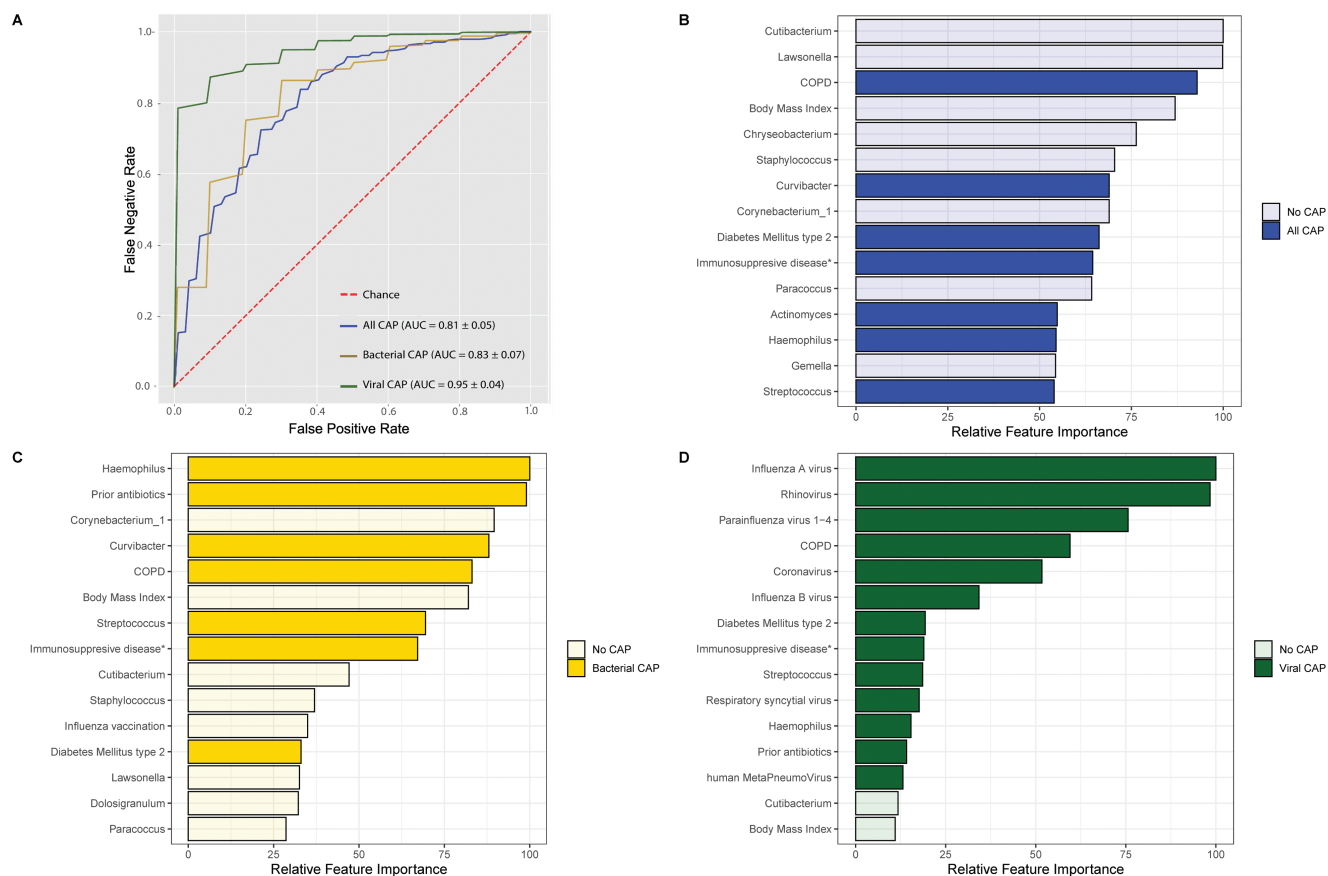 A
1.0
0.8
0.6
0.4
0.2
0.0
False Negative Rate
0.0
0.2
0.4
0.6
0.8
1.0
False Positive Rate
Chance
All CAP (AUC = 0.81 ± 0.05)
Bacterial CAP (AUC = 0.83 ± 0.07)
Viral CAP (AUC = 0.95 ± 0.04)
B
Cutibacterium
Lawsonella
COPD
Body Mass Index
Chryseobacterium
Staphylococcus
Curvibacter
Corynebacterium_1
Diabetes Mellitus type 2
Immunosuppresive disease*
Paracoccus
Actinomyces
Haemophilus
Gemella
Streptococcus
0
25
50
75
100
Relative Feature Importance
No CAP
All CAP
C
Haemophilus
Prior antibiotics
Corynebacterium_1
Curvibacter
COPD
Body Mass Index
Streptococcus
Immunosuppresive disease*
Cutibacterium
Staphylococcus
Influenza vaccination
Diabetes Mellitus type 2
Lawsonella
Dolosigranulum
Paracoccus
0
25
50
75
100
Relative Feature Importance
No CAP
Bacterial CAP
D
Influenza A virus
Rhinovirus
Parainfluenza virus 1−4
COPD
Coronavirus
Influenza B virus
Diabetes Mellitus type 2
Immunosuppresive disease*
Streptococcus
Respiratory syncytial virus
Haemophilus
Prior antibiotics
human MetaPneumoVirus
Cutibacterium
Body Mass Index
0
25
50
75
100
Relative Feature Importance
No CAP
Viral CAP